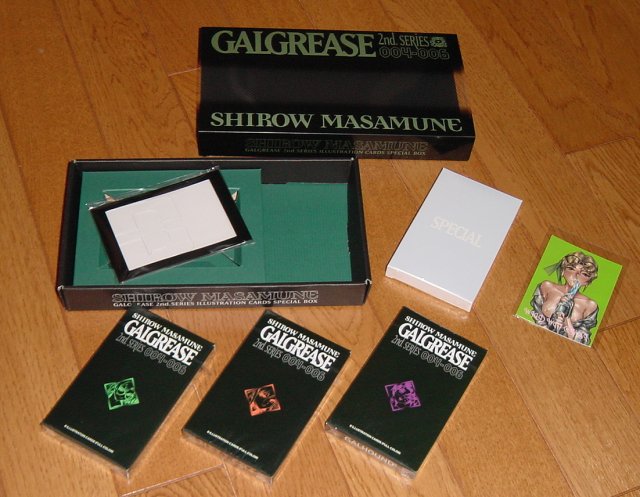 GALGREASE 2nd. SERIES
004-006
SHIROW MASAMUNE
SHIROW MASAMUNE
GALGREASE 2nd.SERIES ILLUSTRATION CARDS SPECIAL BOX
SPECIAL
SHIROW MASAMUNE
GALGREASE 2nd.SERIES ILLUSTRATION CARDS SPECIAL BOX
SHIROW MASAMUNE
GALGREASE
2nd. SERIES 004-006
SHIROW MASAMUNE
GALGREASE
2nd. SERIES 004-006
SHIROW MASAMUNE
GALGREASE
2nd. SERIES 004-006
GALHOUND